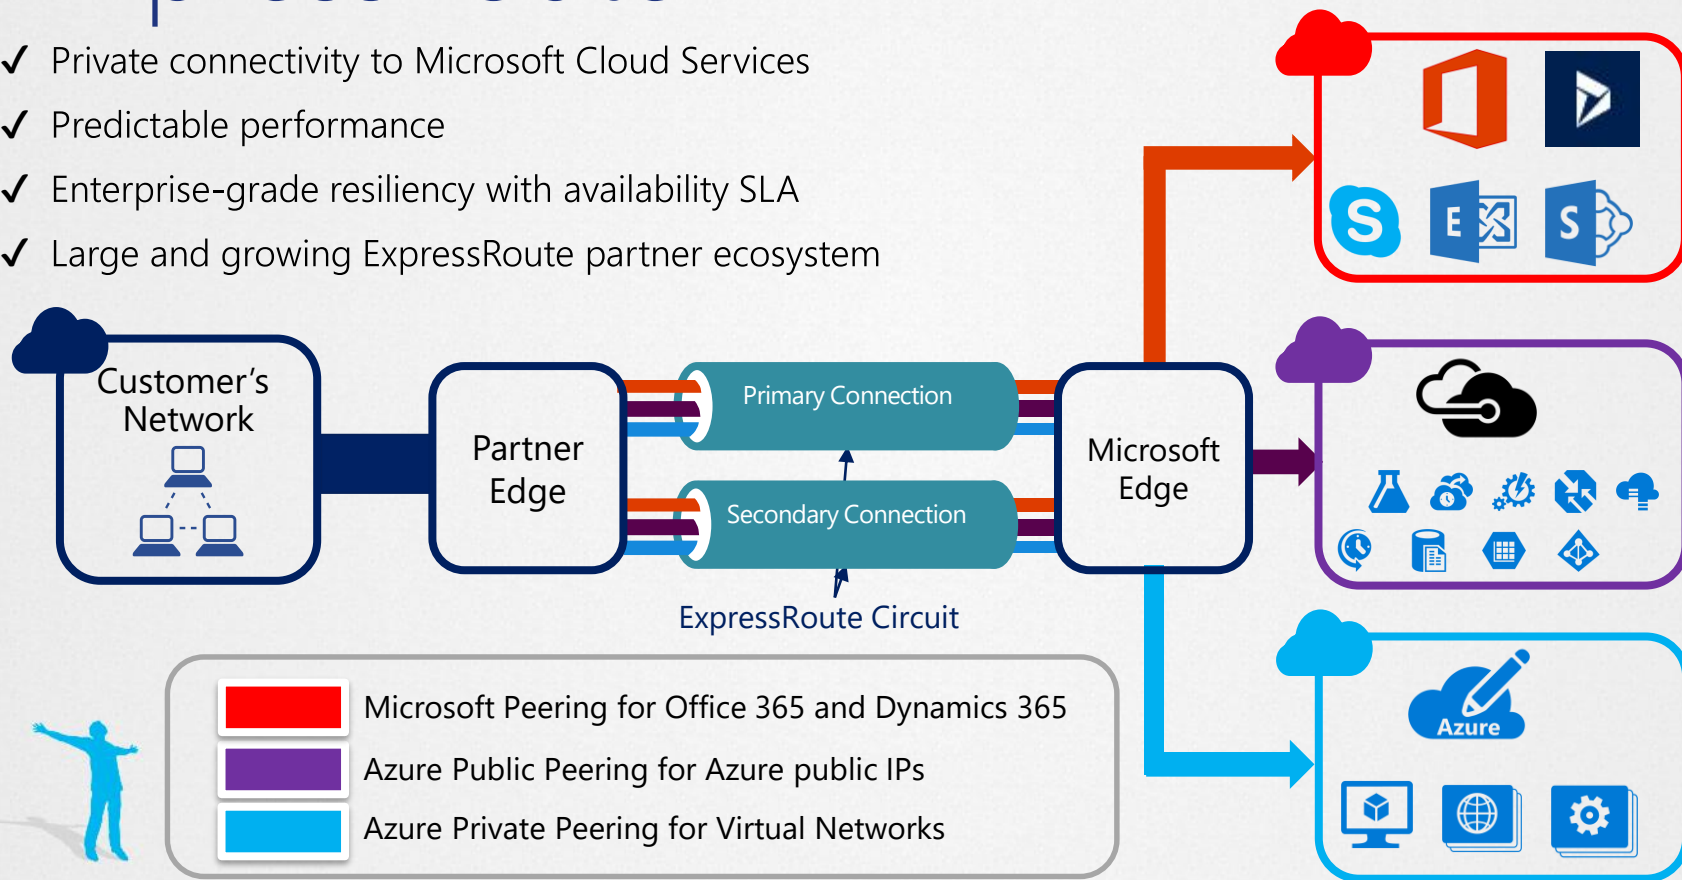 ✓ Private connectivity to Microsoft Cloud Services
✓ Predictable performance
✓ Enterprise-grade resiliency with availability SLA
✓ Large and growing ExpressRoute partner ecosystem
Customer's
Network
Partner
Edge
Primary Connection
Secondary Connection
ExpressRoute Circuit
Microsoft
Edge
S
E
S
Azure
Microsoft Peering for Office 365 and Dynamics 365
Azure Public Peering for Azure public IPs
Azure Private Peering for Virtual Networks